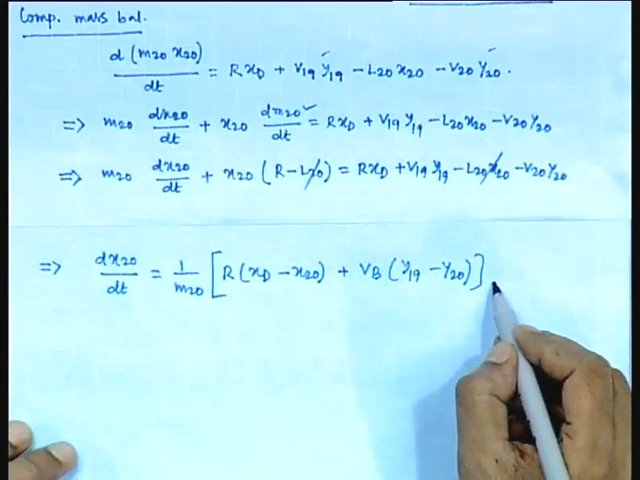 Comp. mass bal.
d (m20 x20) / dt = R xD + V19 y19 − L20 x20 − V20 y20 .
⇒ m20 dx20/dt + x20 dm20/dt = R xD + V19 y19 − L20 x20 − V20 y20
⇒ m20 dx20/dt + x20 (R − L20) = R xD + V19 y19 − L20 x20 − V20 y20
⇒ dx20/dt = 1/m20 [R (xD − x20) + VB (y19 − y20)]